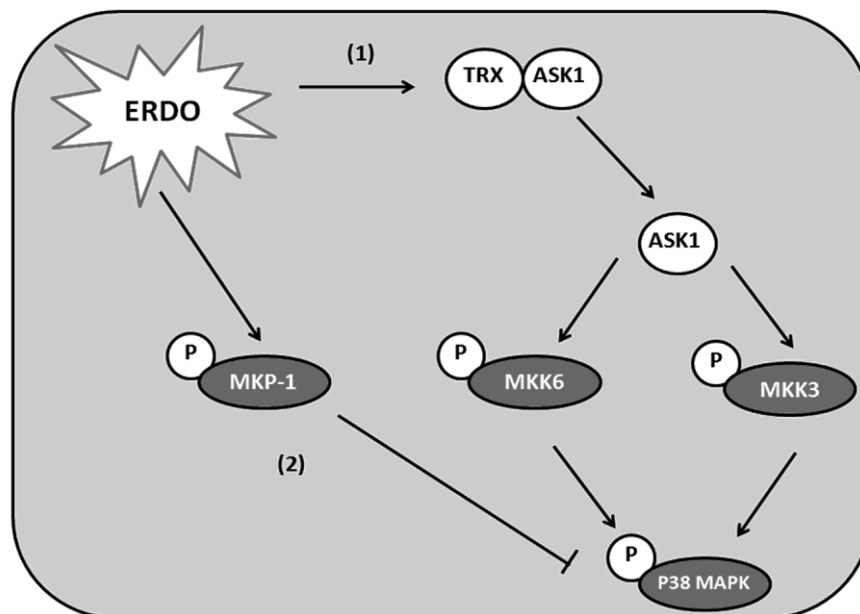 (1)
TRX
ASK1
ERDO
ASK1
P
MKP-1
P
MKK6
P
MKK3
(2)
P
P38 MAPK